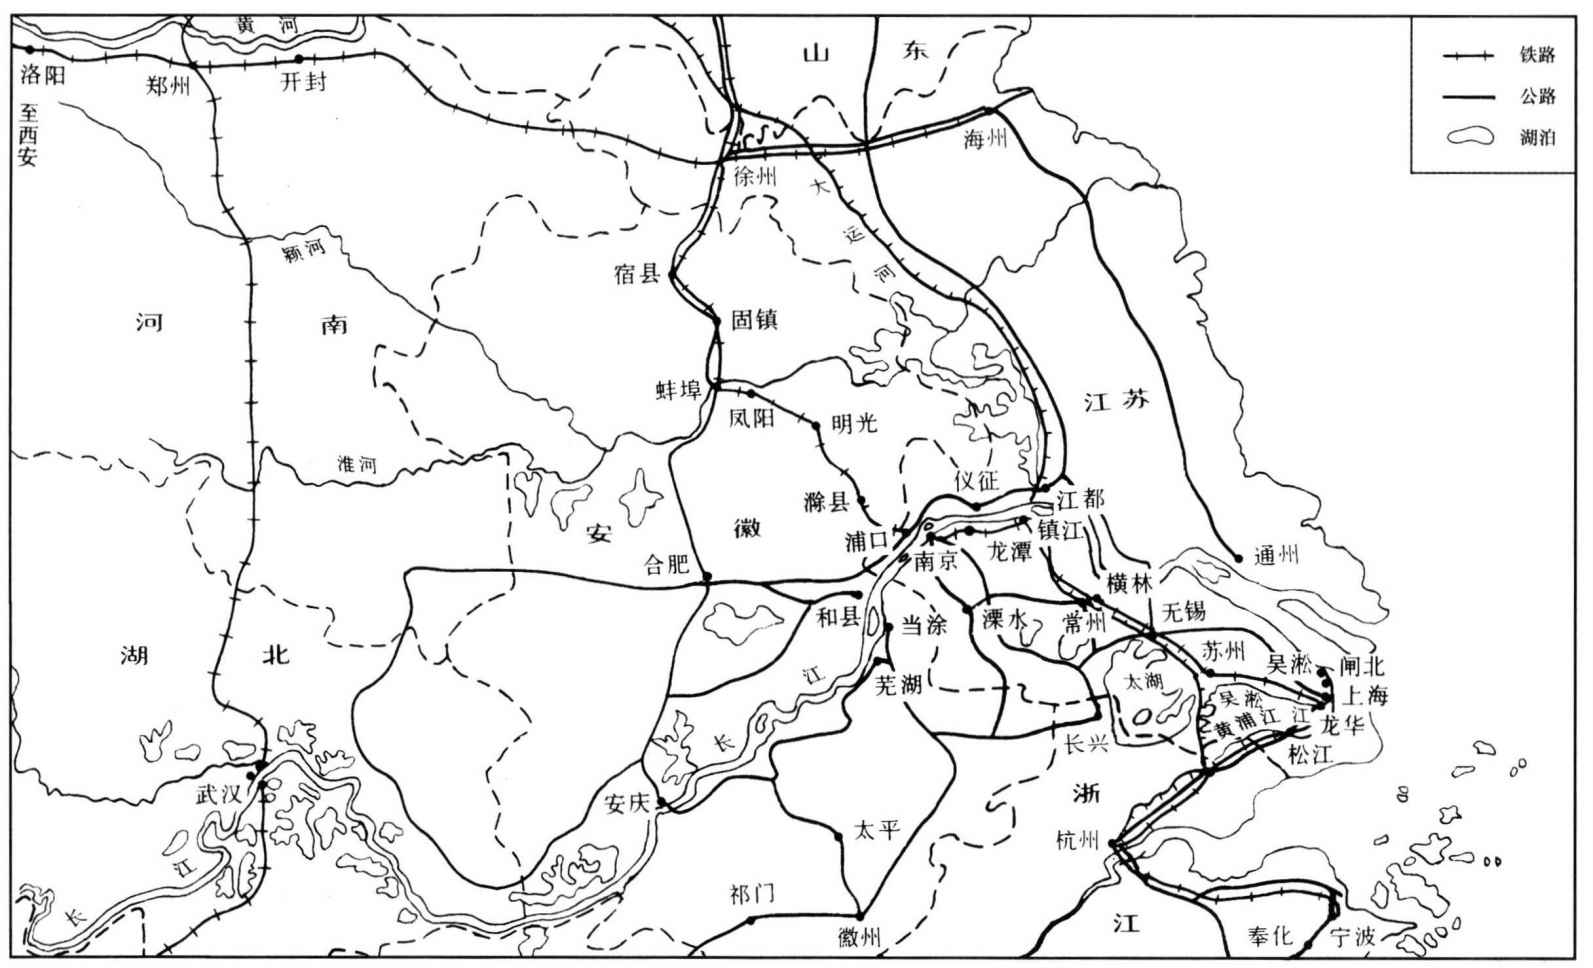 黄河
山东
铁路
公路
湖泊
洛阳
郑州
开封
至西安
海州
徐州
大运河
颍河
宿县
河南
固镇
蚌埠
凤阳
明光
江苏
淮河
仪征
滁县
江都
安徽
浦口
镇江
南京
龙潭
通州
合肥
横林
和县
溧水
常州
无锡
当涂
湖北
苏州
吴淞
闸北
芜湖
太湖
上海
吴淞江
黄浦江
龙华
长江
长兴
松江
武汉
安庆
浙江
太平
杭州
祁门
长江
徽州
奉化
宁波